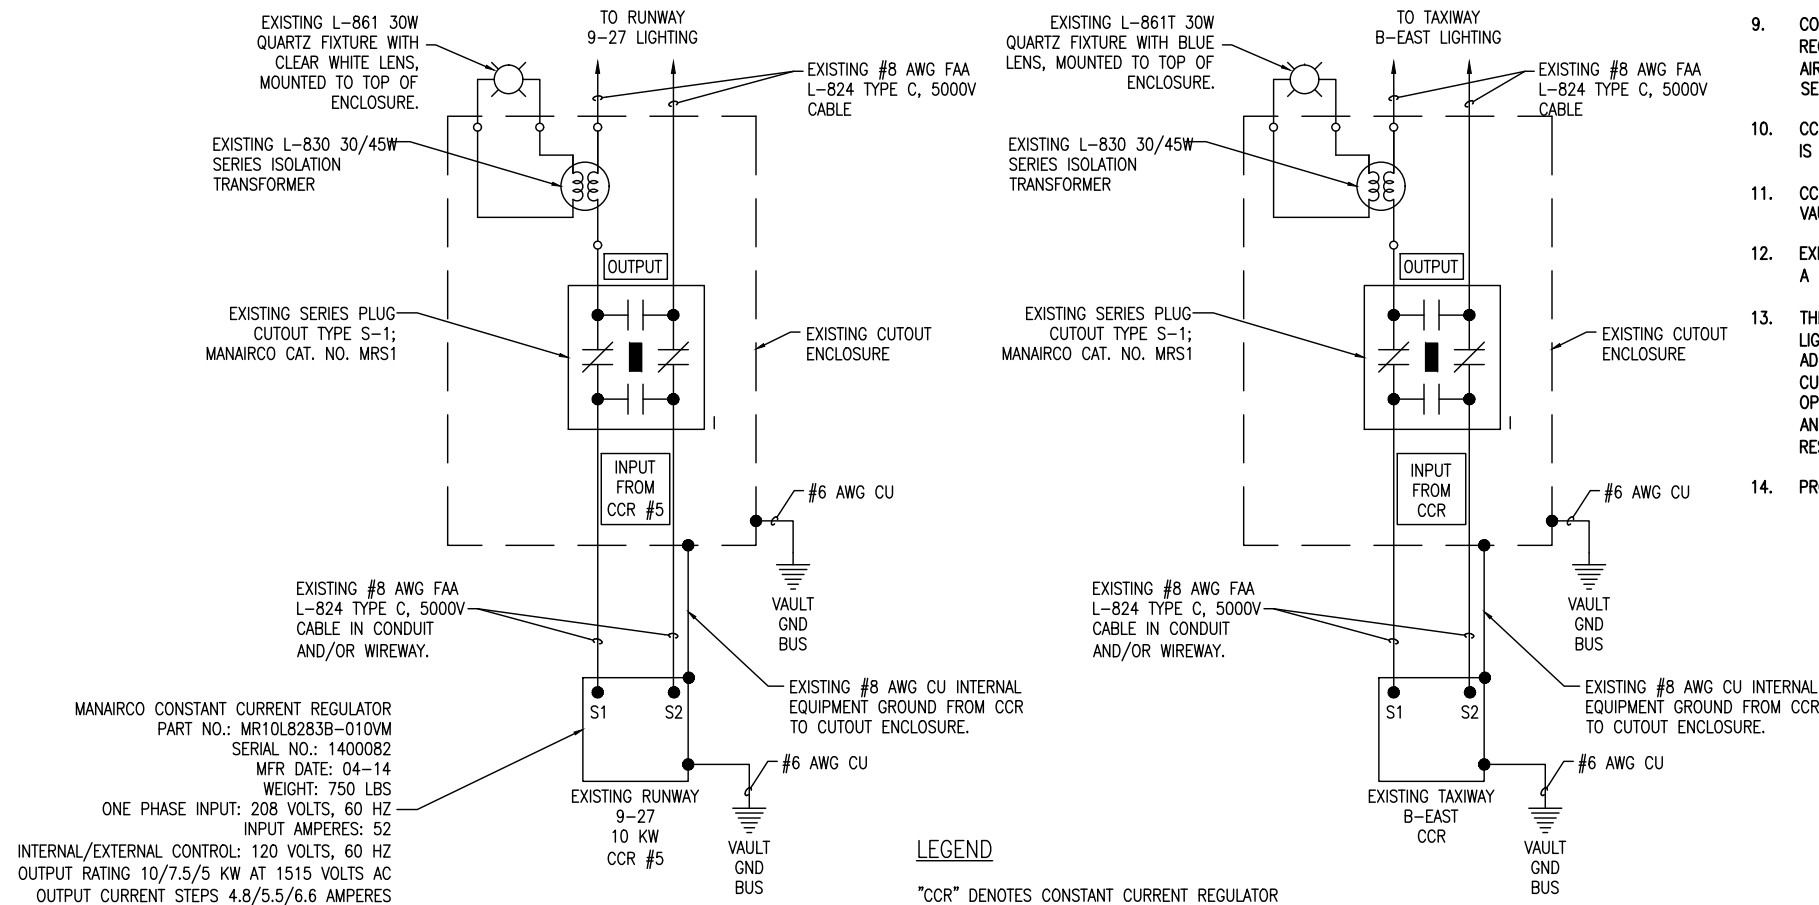 EXISTING L-861 30W
QUARTZ FIXTURE WITH
CLEAR WHITE LENS,
MOUNTED TO TOP OF
ENCLOSURE.
TO RUNWAY
9-27 LIGHTING
EXISTING #8 AWG FAA
L-824 TYPE C, 5000V
CABLE
EXISTING L-830 30/45W
SERIES ISOLATION
TRANSFORMER
OUTPUT
EXISTING SERIES PLUG
CUTOUT TYPE S-1;
MANAIRCO CAT. NO. MRS1
EXISTING CUTOUT
ENCLOSURE
INPUT
FROM
CCR #5
#6 AWG CU
VAULT
GND
BUS
EXISTING #8 AWG FAA
L-824 TYPE C, 5000V
CABLE IN CONDUIT
AND/OR WIREWAY.
S1
S2
EXISTING #8 AWG CU INTERNAL
EQUIPMENT GROUND FROM CCR
TO CUTOUT ENCLOSURE.
#6 AWG CU
VAULT
GND
BUS
MANAIRCO CONSTANT CURRENT REGULATOR
PART NO.: MR10L8283B-010VM
SERIAL NO.: 1400082
MFR DATE: 04-14
WEIGHT: 750 LBS
ONE PHASE INPUT: 208 VOLTS, 60 HZ
INPUT AMPERES: 52
INTERNAL/EXTERNAL CONTROL: 120 VOLTS, 60 HZ
OUTPUT RATING 10/7.5/5 KW AT 1515 VOLTS AC
OUTPUT CURRENT STEPS 4.8/5.5/6.6 AMPERES
EXISTING RUNWAY
9-27
10 KW
CCR #5
EXISTING L-861T 30W
QUARTZ FIXTURE WITH BLUE
LENS, MOUNTED TO TOP OF
ENCLOSURE.
TO TAXIWAY
B-EAST LIGHTING
EXISTING #8 AWG FAA
L-824 TYPE C, 5000V
CABLE
EXISTING L-830 30/45W
SERIES ISOLATION
TRANSFORMER
OUTPUT
EXISTING SERIES PLUG
CUTOUT TYPE S-1;
MANAIRCO CAT. NO. MRS1
EXISTING CUTOUT
ENCLOSURE
INPUT
FROM
CCR
#6 AWG CU
VAULT
GND
BUS
EXISTING #8 AWG FAA
L-824 TYPE C, 5000V
CABLE IN CONDUIT
AND/OR WIREWAY.
S1
S2
EXISTING #8 AWG CU INTERNAL
EQUIPMENT GROUND FROM CCR
TO CUTOUT ENCLOSURE.
#6 AWG CU
VAULT
GND
BUS
EXISTING TAXIWAY
B-EAST
CCR
LEGEND
"CCR" DENOTES CONSTANT CURRENT REGULATOR
9.
10.
IS
11.
12.
A
13.
14.